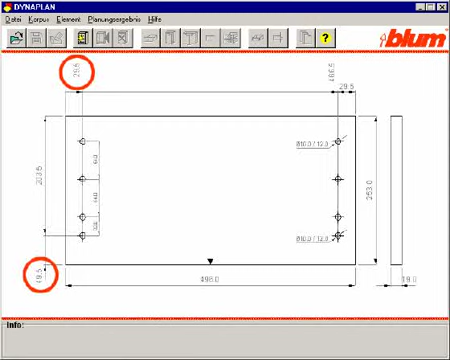 DYNAPLAN
Datei Korpus Element Planungsergebnis Hilfe
blum
29.5
466.5
29.5
Ø10.0 / 12.0
203.5
253.0
Ø10.0 / 12.0
49.5
496.0
19.0
Info: